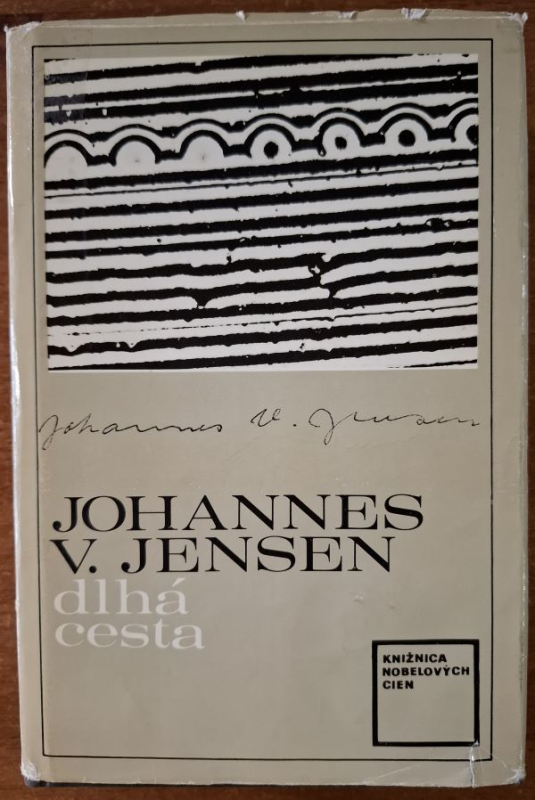 Johannes V. Jensen
JOHANNES
V. JENSEN
dlhá
cesta
KNIŽNICA
NOBELOVÝCH
CIEN